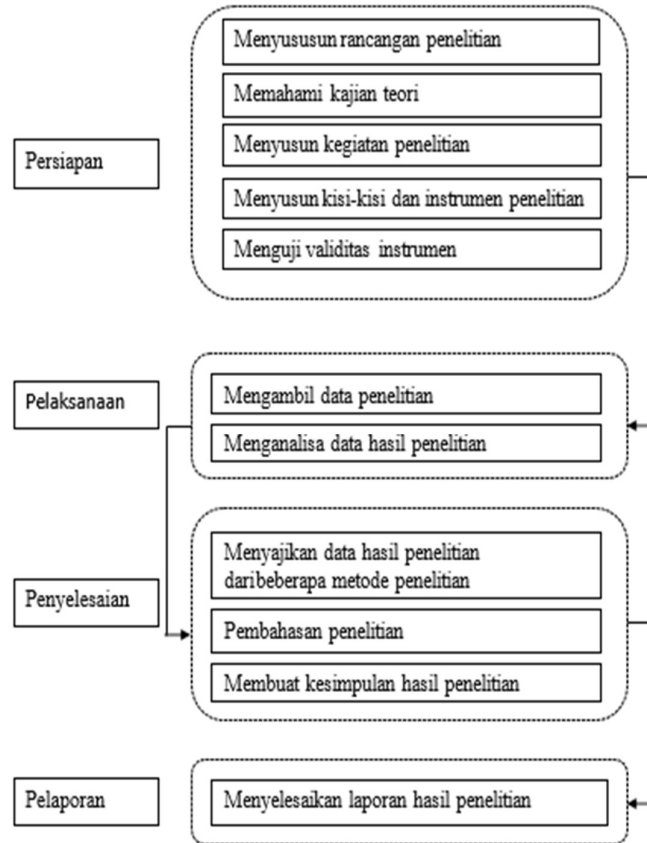 Menyususun rancangan penelitian
Memahami kajian teori
Persiapan
Menyusun kegiatan penelitian
Menyusun kisi-kisi dan instrumen penelitian
Menguji validitas instrumen
Pelaksanaan
Mengambil data penelitian
Menganalisa data hasil penelitian
Penyelesaian
Menyajikan data hasil penelitian
daribeberapa metode penelitian
Pembahasan penelitian
Membuat kesimpulan hasil penelitian
Pelaporan
Menyelesaikan laporan hasil penelitian